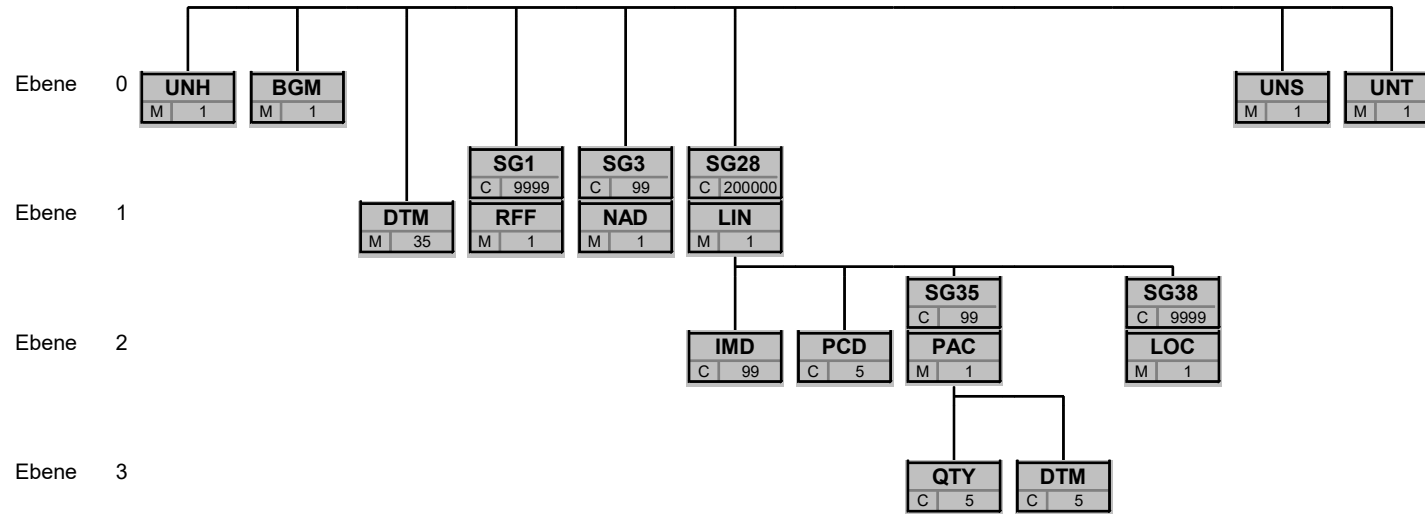 Ebene 0 UNH BGM UNS UNT
M 1 M 1 M 1 M 1
SG1 SG3 SG28
C 9999 C 99 C 200000
Ebene 1 DTM RFF NAD LIN
M 35 M 1 M 1 M 1
SG35 SG38
C 99 C 9999
Ebene 2 IMD PCD PAC LOC
C 99 C 5 M 1 M 1
Ebene 3 QTY DTM
C 5 C 5